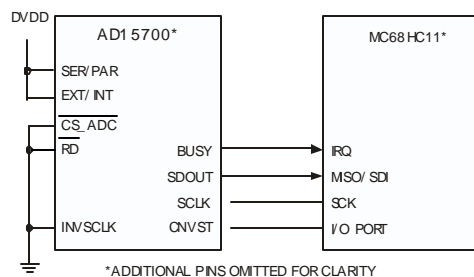 DVDD
AD15700*
MC68HC11*
SER/PAR
EXT/INT
CS_ADC
RD
BUSY
IRQ
SDOUT
MISO/SDI
SCLK
SCK
INVSCLK
CNVST
I/O PORT
*ADDITIONAL PINS OMITTED FOR CLARITY